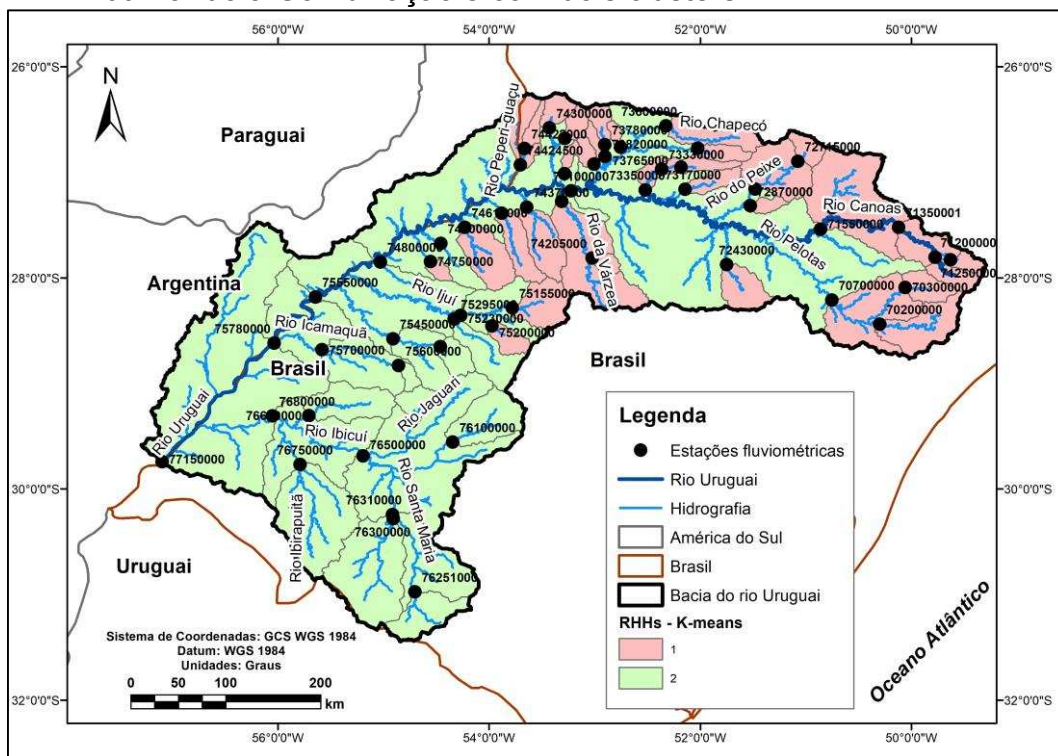 56°0'0"W
54°0'0"W
52°0'0"W
50°0'0"W
26°0'0"S
26°0'0"S
N
Paraguai
Rio Peperi-guaçu
74300000
74424500
73780000
73765000
73330000
73350000
73170000
Rio Chapecó
72715000
Rio do Peixe
72870000
Rio Canoas
71350001
71550000
71200000
71250000
Rio Pelotas
74205000
Rio da Várzea
72430000
70700000
70300000
70200000
28°0'0"S
28°0'0"S
Argentina
74800000
74750000
75550000
Rio Ijuí
75295000
75155000
75230000
75200000
75780000
Rio Icamaquã
75450000
75700000
Brasil
Brasil
Rio Jaguari
Rio Uruguai
76800000
Rio Ibicuí
76100000
76500000
76750000
77150000
76310000
76300000
Rio Santa Maria
Rio Ibirapuitã
76251000
30°0'0"S
30°0'0"S
Uruguai
Sistema de Coordenadas: GCS WGS 1984
Datum: WGS 1984
Unidades: Graus
0 50 100 200
km
Legenda
Estações fluviométricas
Rio Uruguai
Hidrografia
América do Sul
Brasil
Bacia do rio Uruguai
RHHs - K-means
1
2
Oceano Atlântico
32°0'0"S
32°0'0"S
56°0'0"W
54°0'0"W
52°0'0"W
50°0'0"W